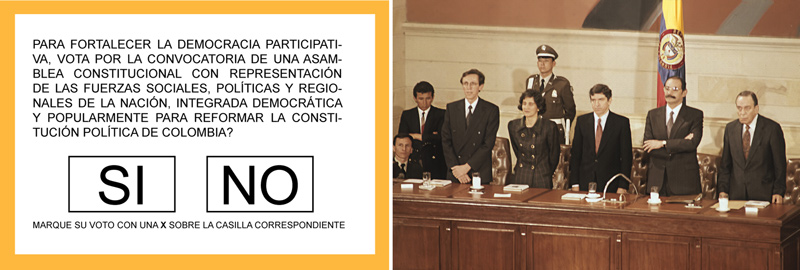 PARA FORTALECER LA DEMOCRACIA PARTICIPATI-
VA, VOTA POR LA CONVOCATORIA DE UNA ASAM-
BLEA CONSTITUCIONAL CON REPRESENTACIÓN
DE LAS FUERZAS SOCIALES, POLÍTICAS Y REGIO-
NALES DE LA NACIÓN, INTEGRADA DEMOCRÁTICA
Y POPULARMENTE PARA REFORMAR LA CONSTI-
TUCIÓN POLÍTICA DE COLOMBIA?
SI NO
MARQUE SU VOTO CON UNA X SOBRE LA CASILLA CORRESPONDIENTE